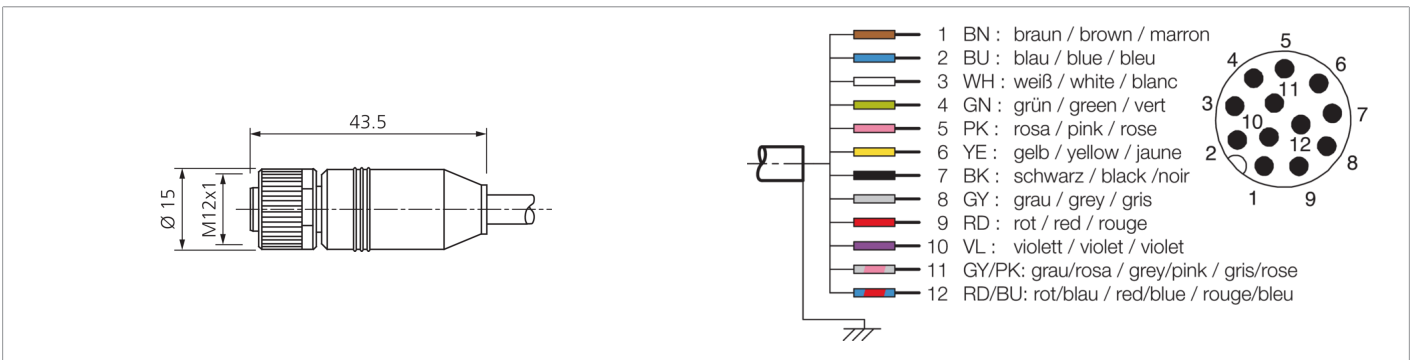 43.5
Ø 15
M12x1
1 BN : braun / brown / marron
2 BU : blau / blue / bleu
3 WH : weiß / white / blanc
4 GN : grün / green / vert
5 PK : rosa / pink / rose
6 YE : gelb / yellow / jaune
7 BK : schwarz / black /noir
8 GY : grau / grey / gris
9 RD : rot / red / rouge
10 VL : violett / violet / violet
11 GY/PK: grau/rosa / grey/pink / gris/rose
12 RD/BU: rot/blau / red/blue / rouge/bleu
5
4
6
11
3
7
10
12
2
8
1
9